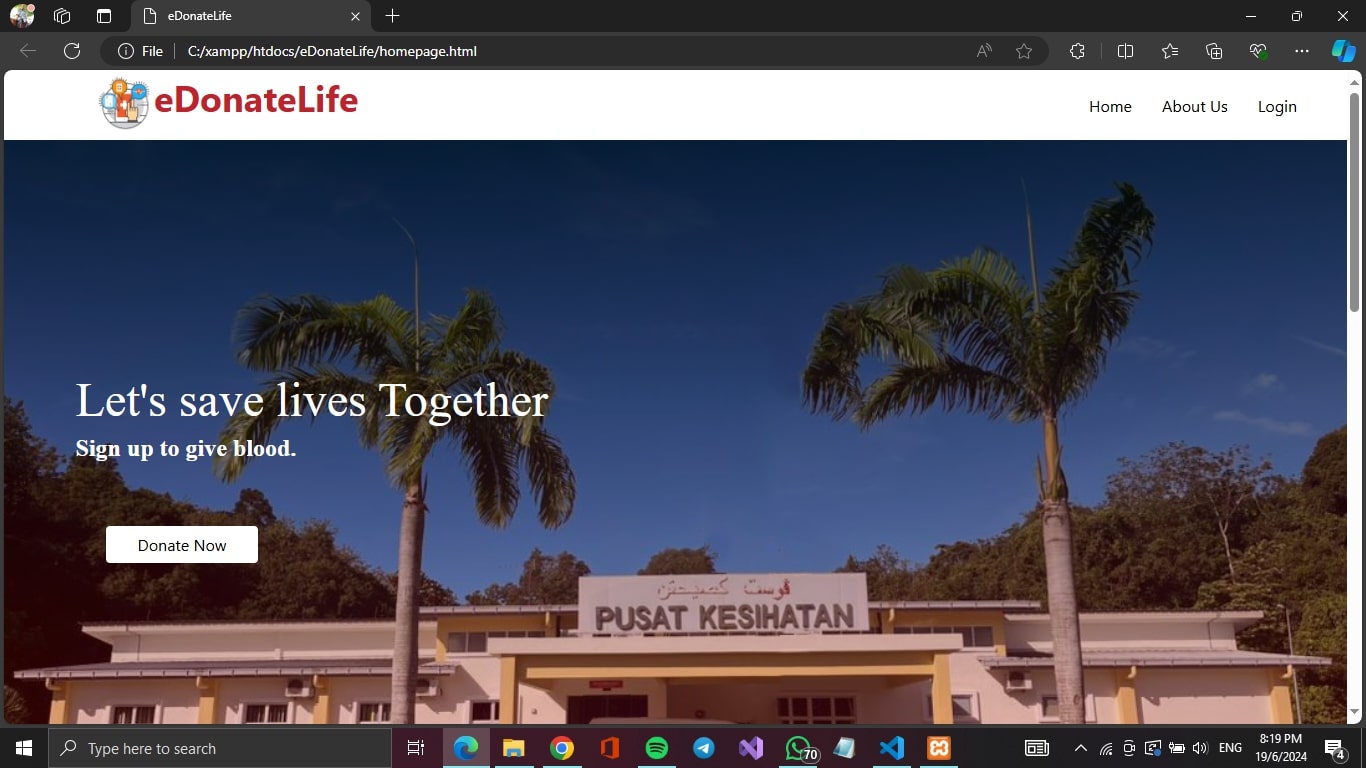 eDonateLife
File
C:/xampp/htdocs/eDonateLife/homepage.html
eDonateLife
Home
About Us
Login
Let's save lives Together
Sign up to give blood.
Donate Now
ڤوست کصيحتن
PUSAT KESIHATAN
Type here to search
70
ENG
8:19 PM
19/6/2024
4